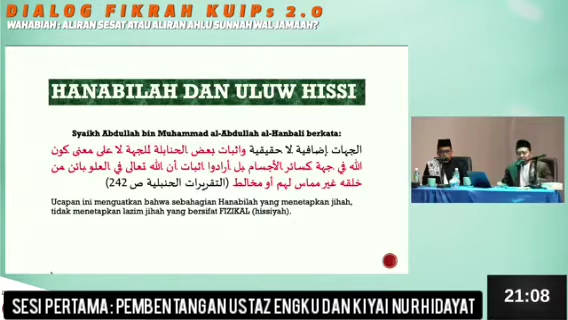 DIALOG FIKRAH KUIPs 2.0
WAHABIAH : ALIRAN SESAT ATAU ALIRAN AHLU SUNNAH WAL JAMAAH?
HANABILAH DAN ULUW HISSI
Syaikh Abdullah bin Muhammad al-Abdullah al-Hanbali berkata:
الجهات إضافية لا حقيقية وإثبات بعض الحنابلة للجهة لا على معنى كون
الله في جهة كسائر الأجسام بل أرادوا اثبات أن الله تعالى في العلو بائن من
خلقه غير مماس لهم أو مخالط (التقريرات الحنبلية ص 242)
Ucapan ini menguatkan bahwa sebahagian Hanabilah yang menetapkan jihah,
tidak menetapkan lazim jihah yang bersifat FIZIKAL (hissiyah).
SESI PERTAMA : PEMBENTANGAN USTAZ ENGKU DAN KIYAI NURHIDAYAT
21:08